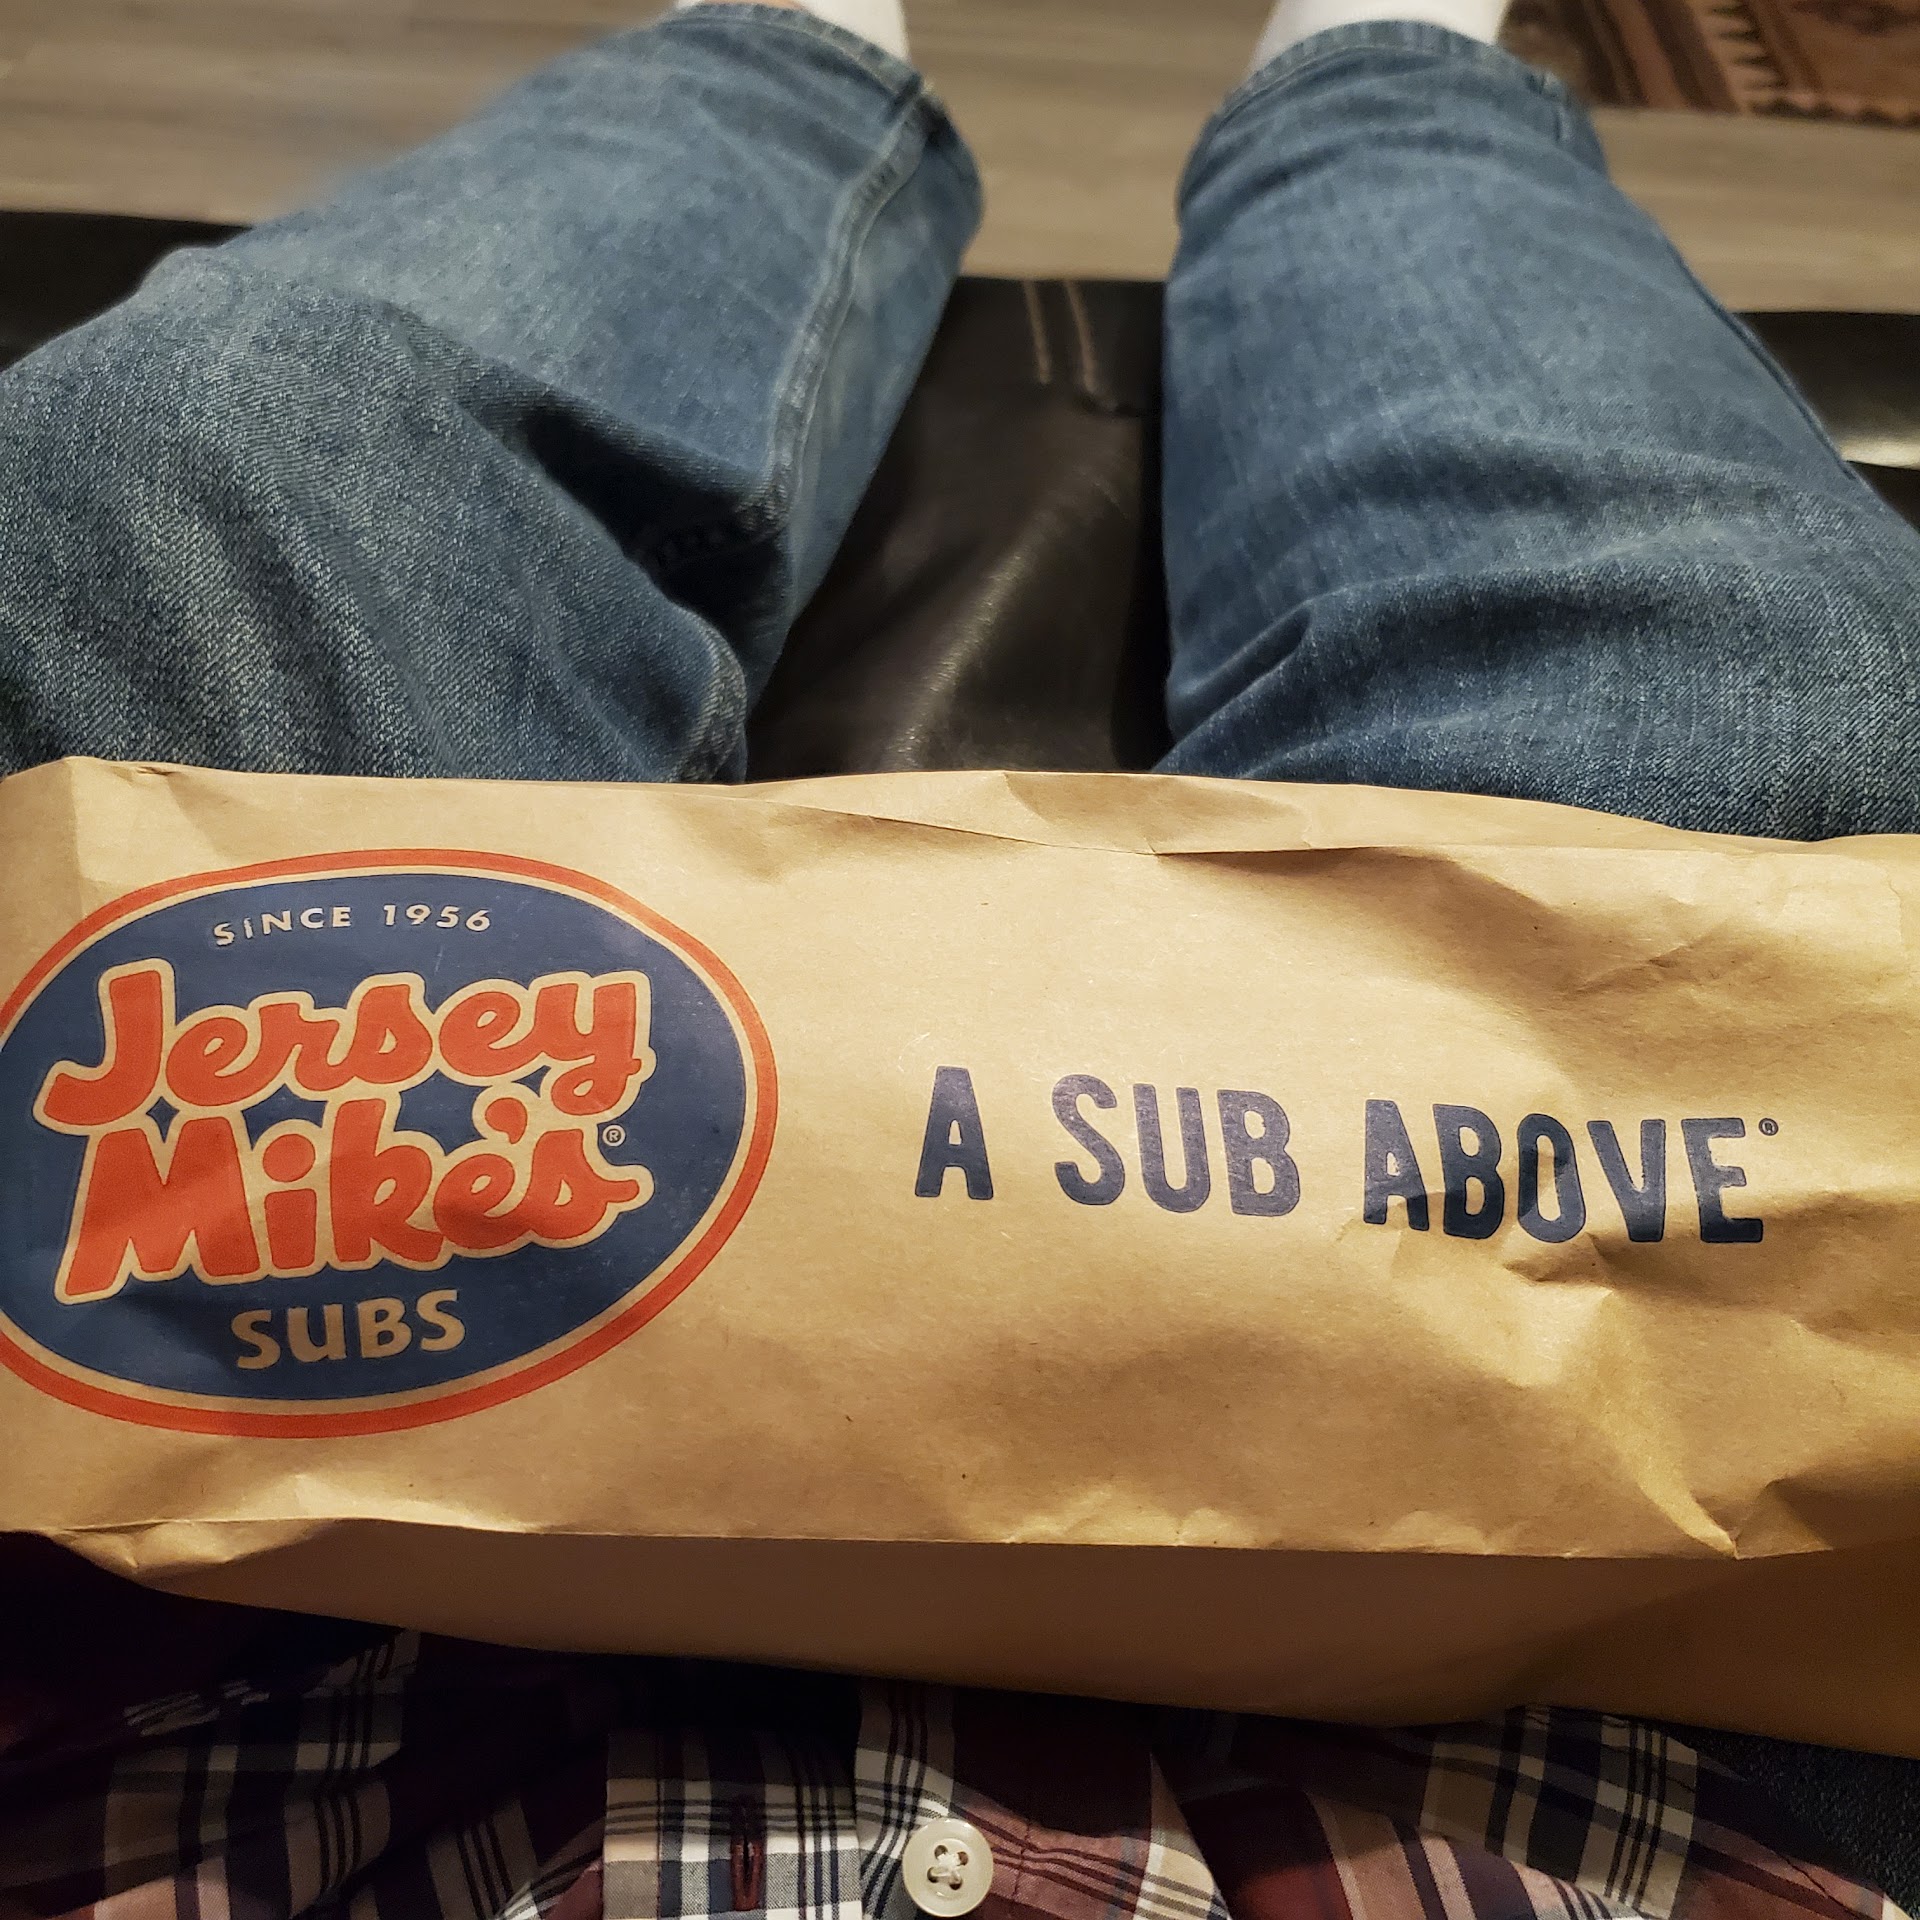 SINCE 1956
Jersey
Mike's®
SUBS
A SUB ABOVE®